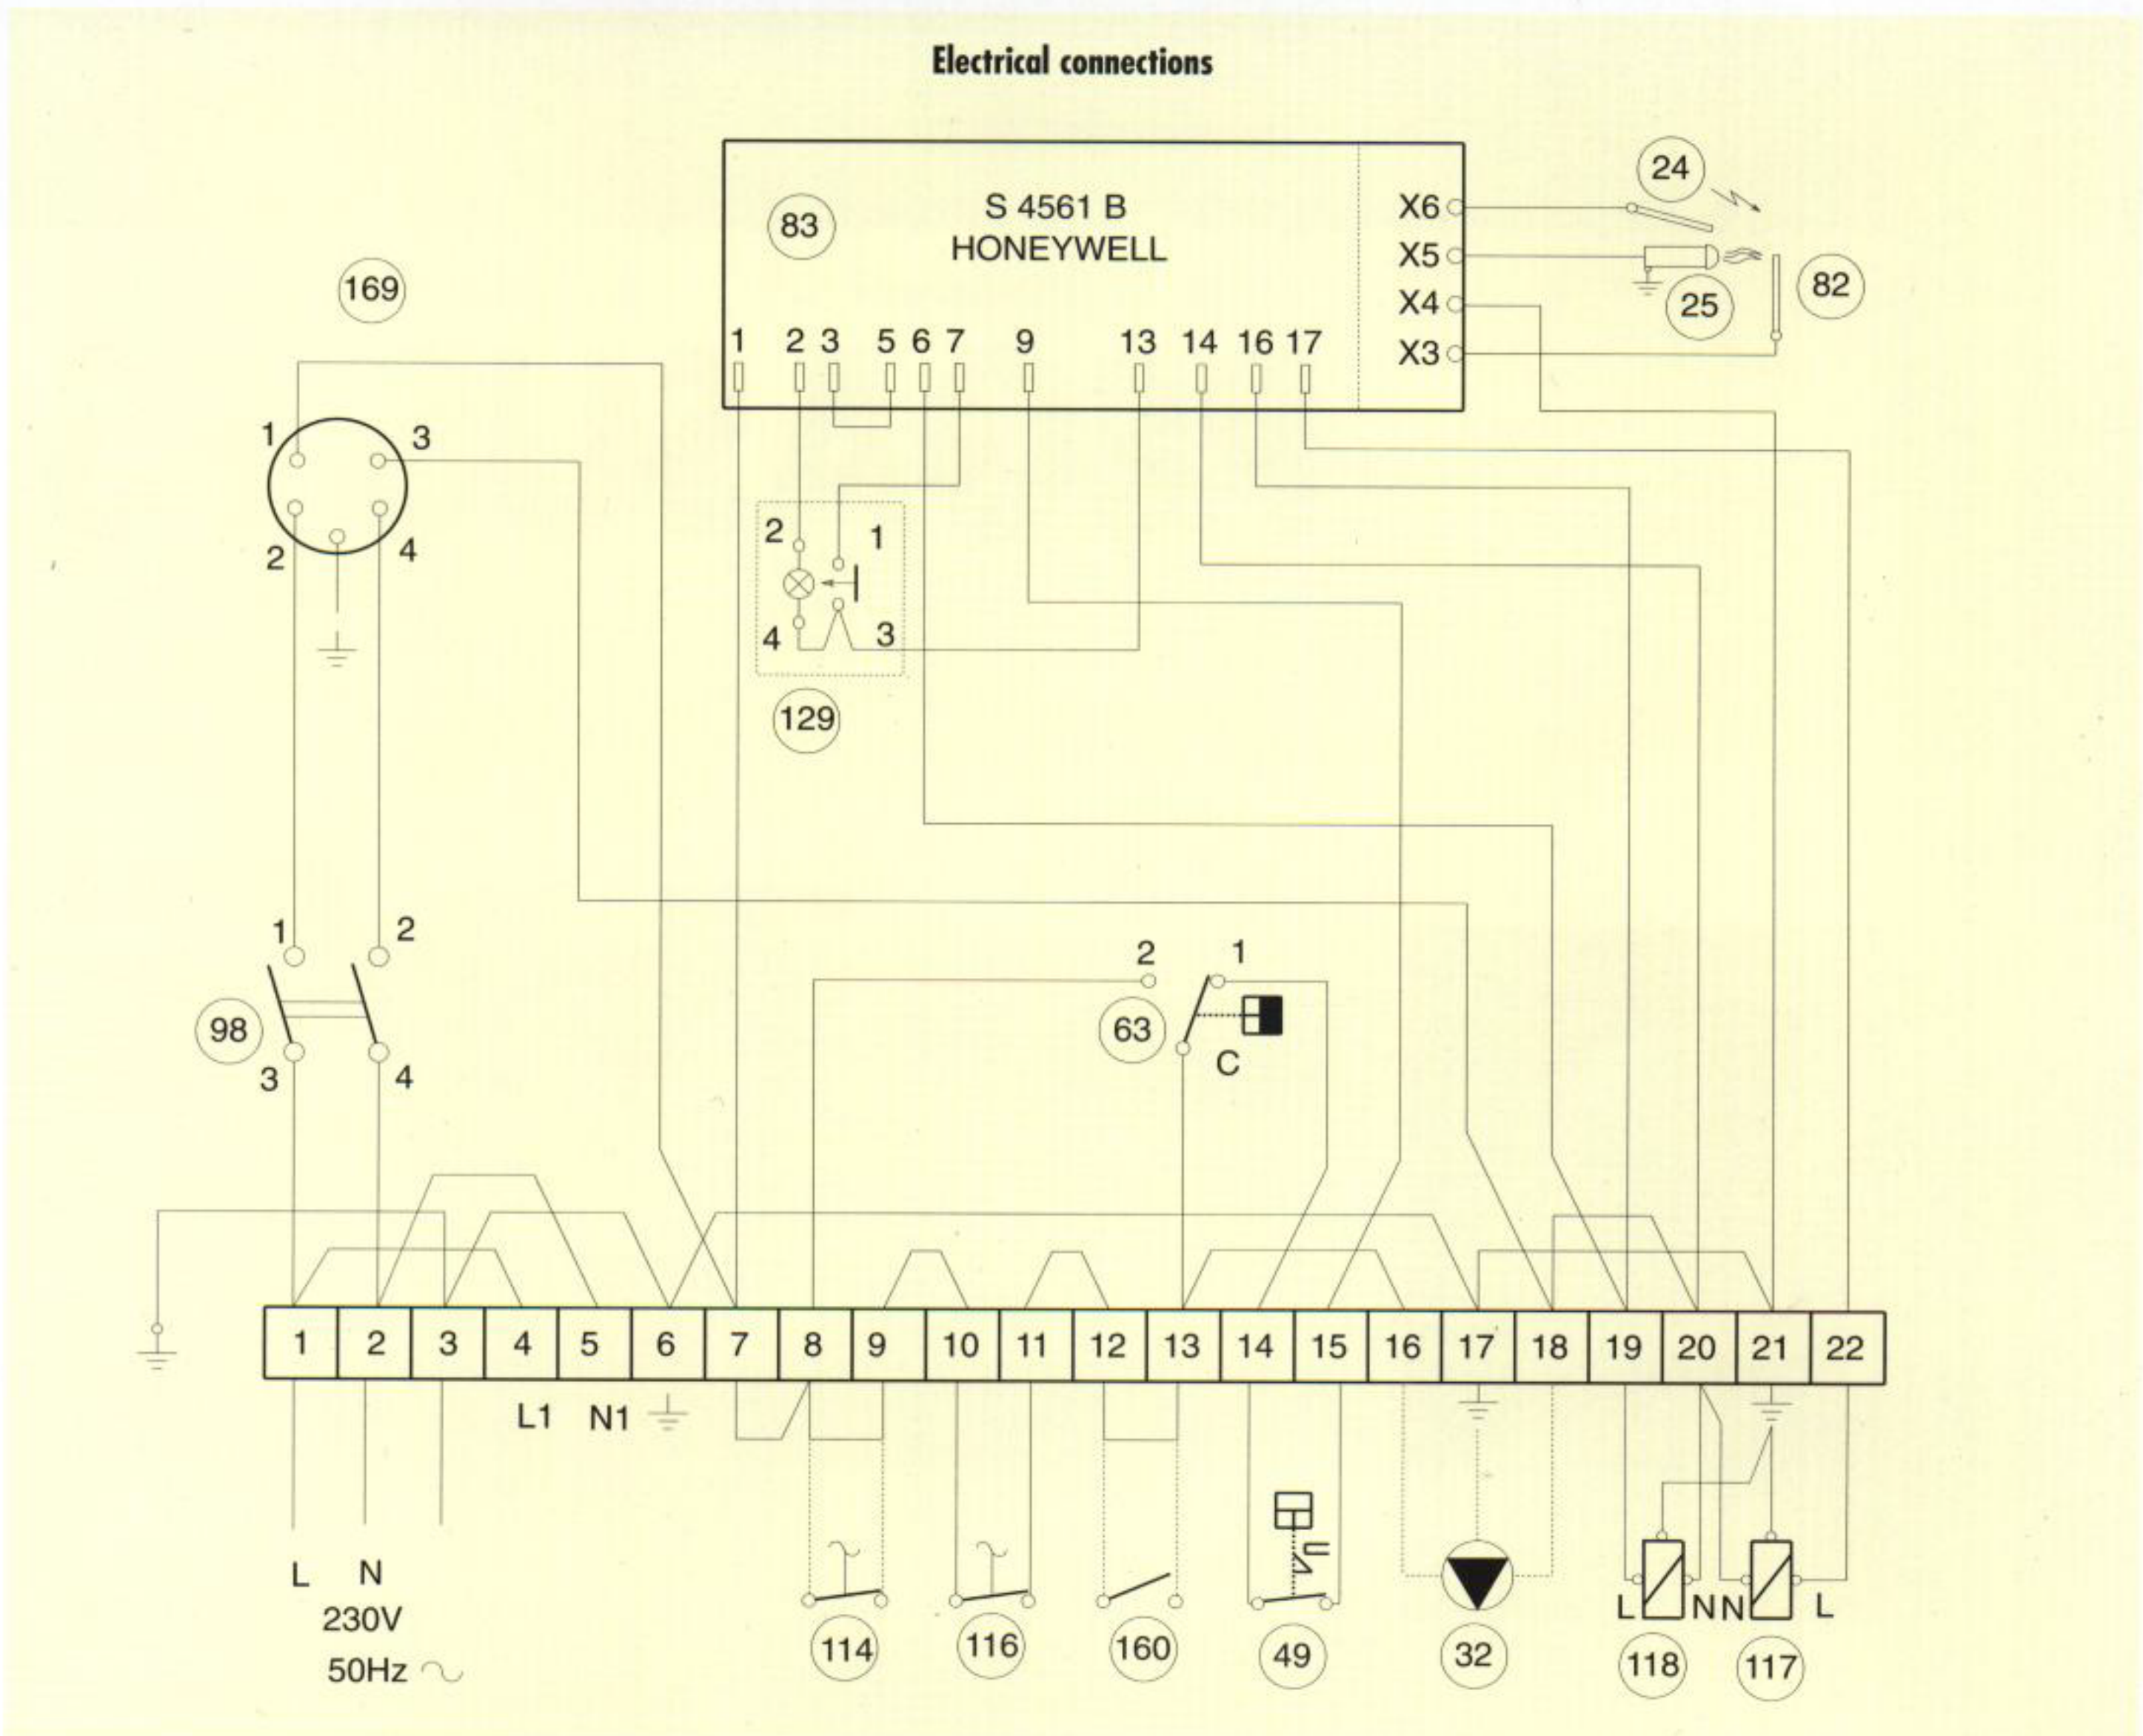 Electrical connections
24
83
S 4561 B
HONEYWELL
X6
X5
X4
X3
25
82
169
1 2 3 5 6 7 9 13 14 16 17
1 3
2 4
2 1
4 3
129
1 2
98
3 4
2 1
63
C
1 2 3 4 5 6 7 8 9 10 11 12 13 14 15 16 17 18 19 20 21 22
L1 N1
L N
230V
50Hz
L N N L
114 116 160 49 32 118 117